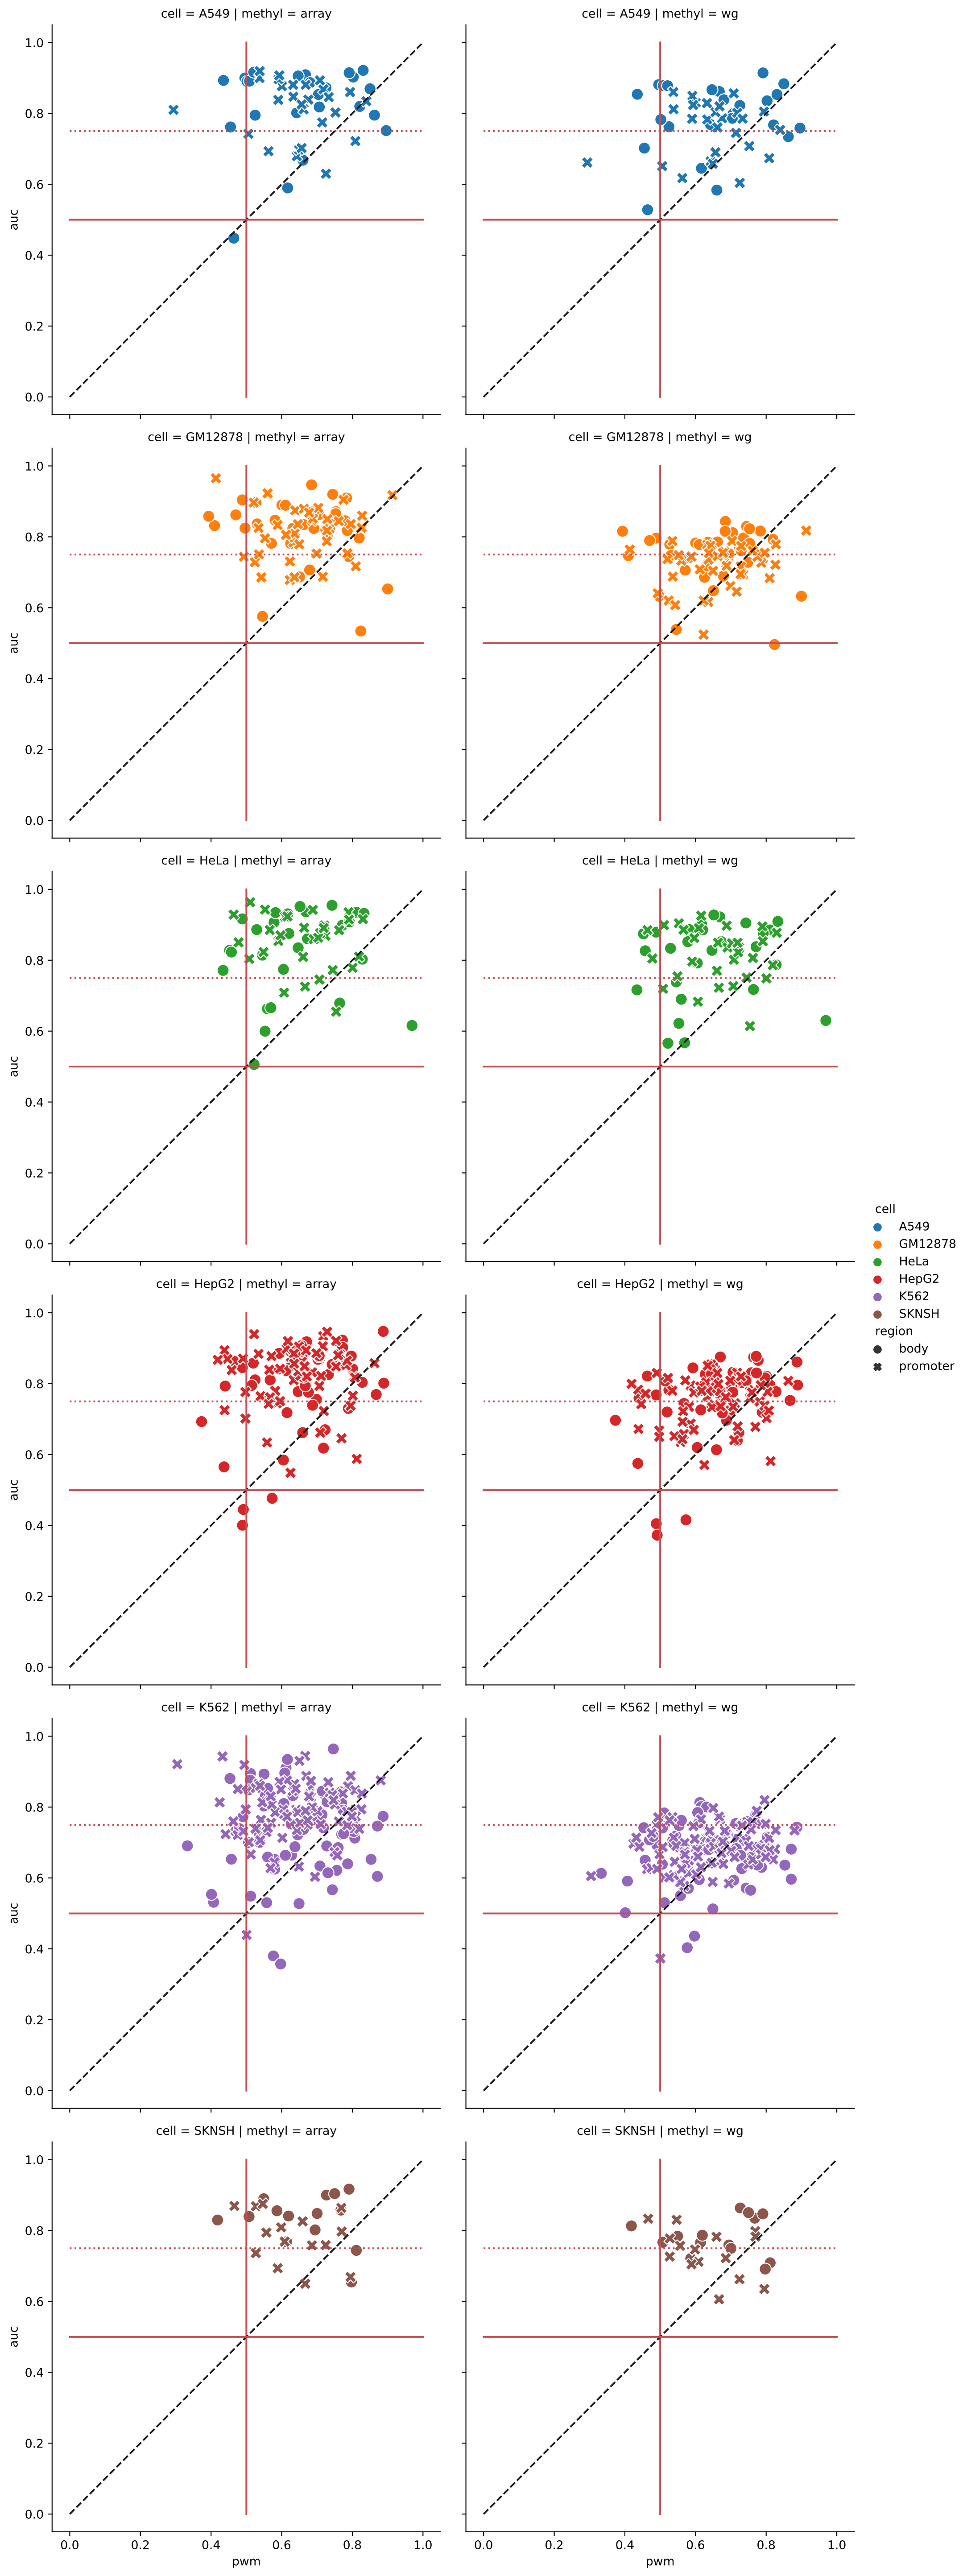 cell = A549 | methyl = array
cell = A549 | methyl = wg
1.0
0.8
0.6
0.4
0.2
0.0
auc
cell = GM12878 | methyl = array
cell = GM12878 | methyl = wg
1.0
0.8
0.6
0.4
0.2
0.0
auc
cell = HeLa | methyl = array
cell = HeLa | methyl = wg
1.0
0.8
0.6
0.4
0.2
0.0
auc
cell
A549
GM12878
HeLa
HepG2
K562
SKNSH
region
body
promoter
cell = HepG2 | methyl = array
cell = HepG2 | methyl = wg
1.0
0.8
0.6
0.4
0.2
0.0
auc
cell = K562 | methyl = array
cell = K562 | methyl = wg
1.0
0.8
0.6
0.4
0.2
0.0
auc
cell = SKNSH | methyl = array
cell = SKNSH | methyl = wg
1.0
0.8
0.6
0.4
0.2
0.0
auc
0.0 0.2 0.4 0.6 0.8 1.0
pwm
0.0 0.2 0.4 0.6 0.8 1.0
pwm